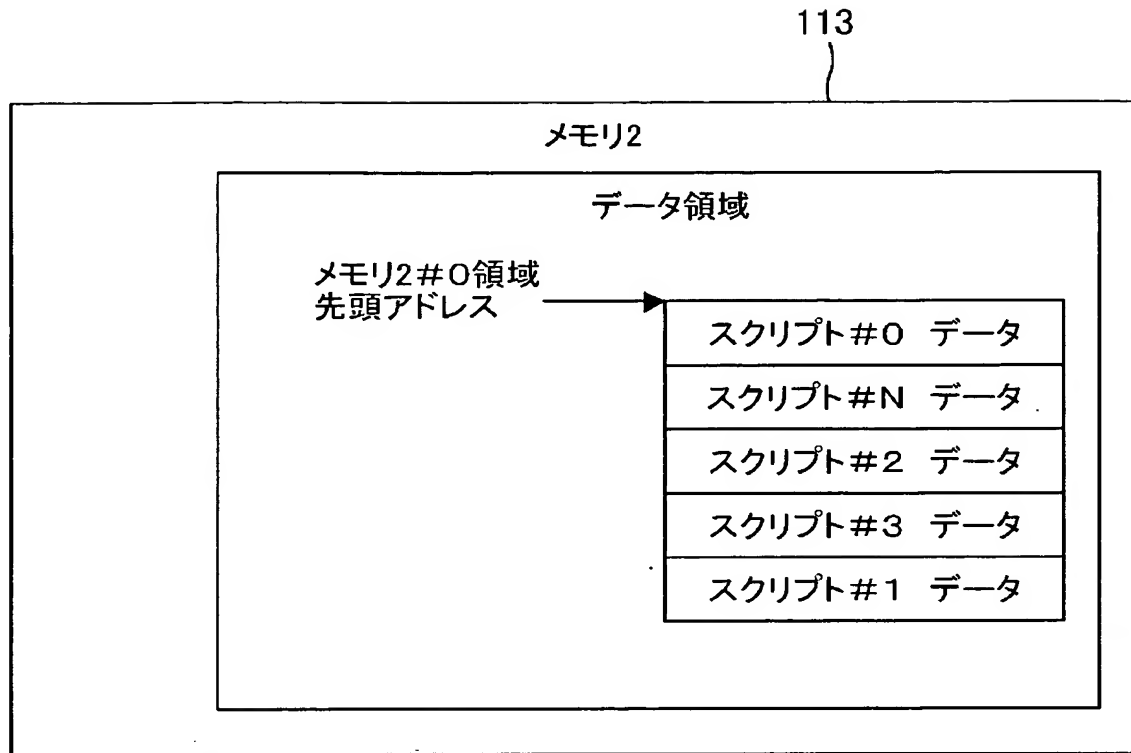 113
メモリ2
データ領域
メモリ2#0領域
先頭アドレス
スクリプト#0 データ
スクリプト#N データ
スクリプト#2 データ
スクリプト#3 データ
スクリプト#1 データ